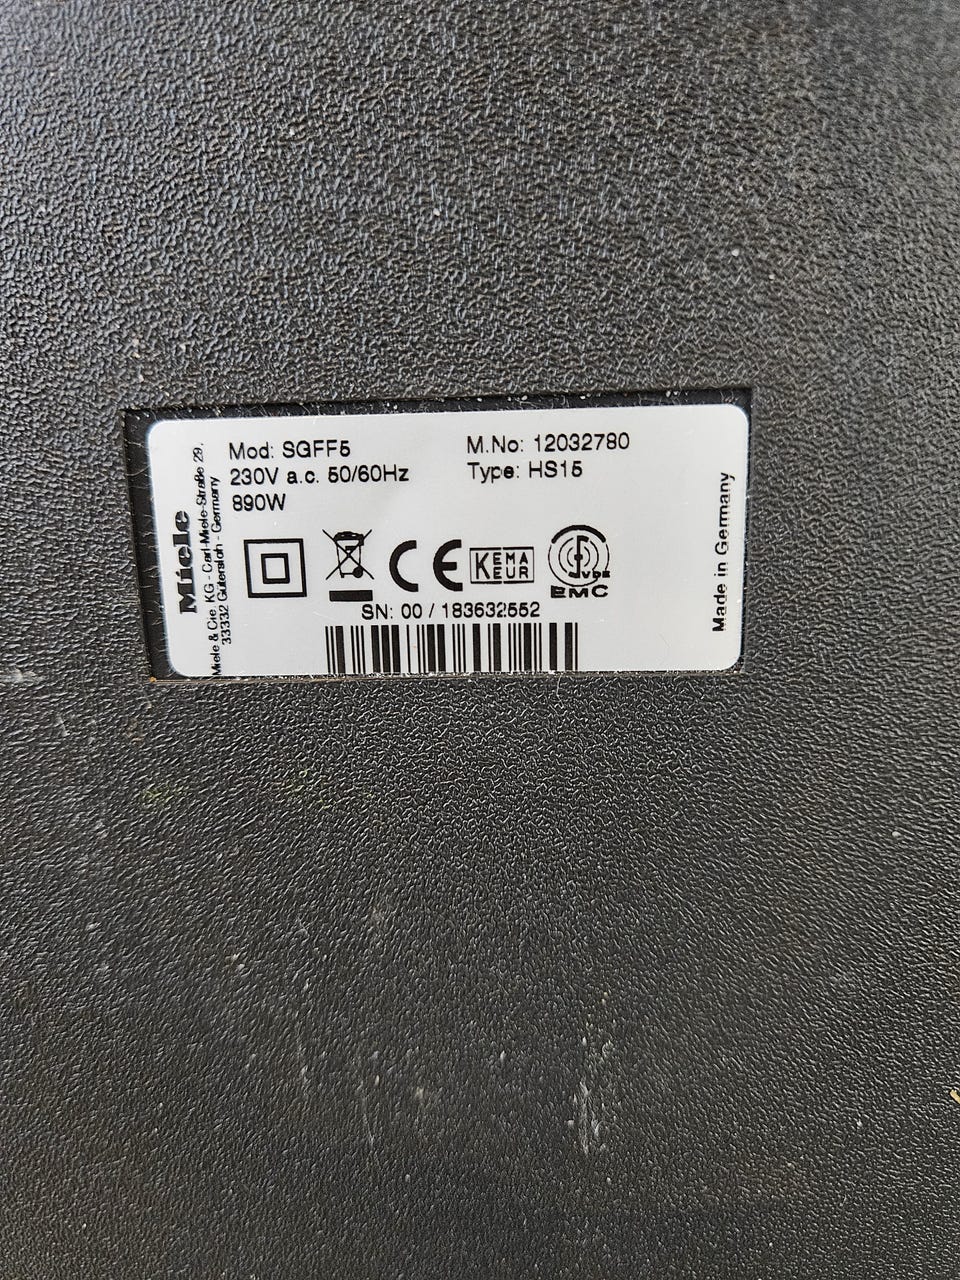 Mod: SGFF5
230V a.c. 50/60Hz
890W
M.No: 12032780
Type: HS15
Miele
Miele & Cie. KG - Carl-Miele-Straße 29,
33332 Gütersloh - Germany
CE
KEMA
KEUR
VDE
EMC
SN: 00 / 183632552
Made in Germany